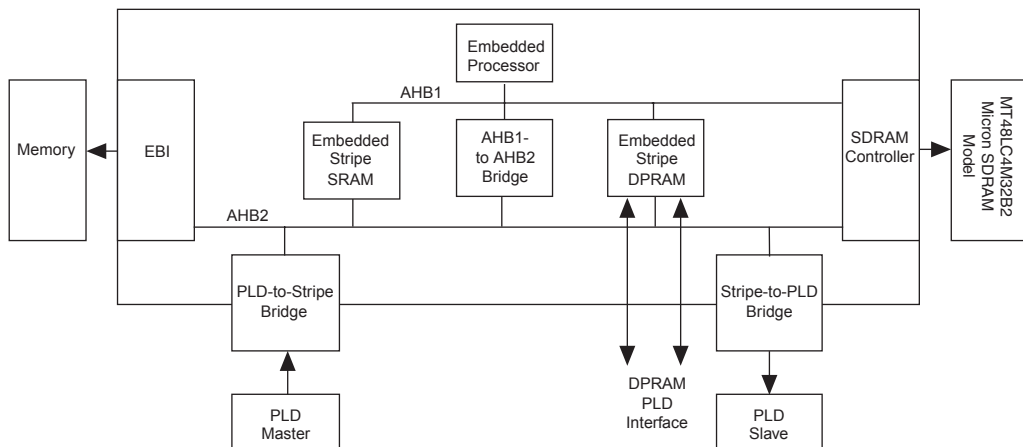 Embedded
Processor
AHB1
Memory
EBI
Embedded
Stripe
SRAM
AHB1-
to AHB2
Bridge
Embedded
Stripe
DPRAM
SDRAM
Controller
MT48LC4M32B2
Micron SDRAM
Model
AHB2
PLD-to-Stripe
Bridge
Stripe-to-PLD
Bridge
PLD
Master
DPRAM
PLD
Interface
PLD
Slave